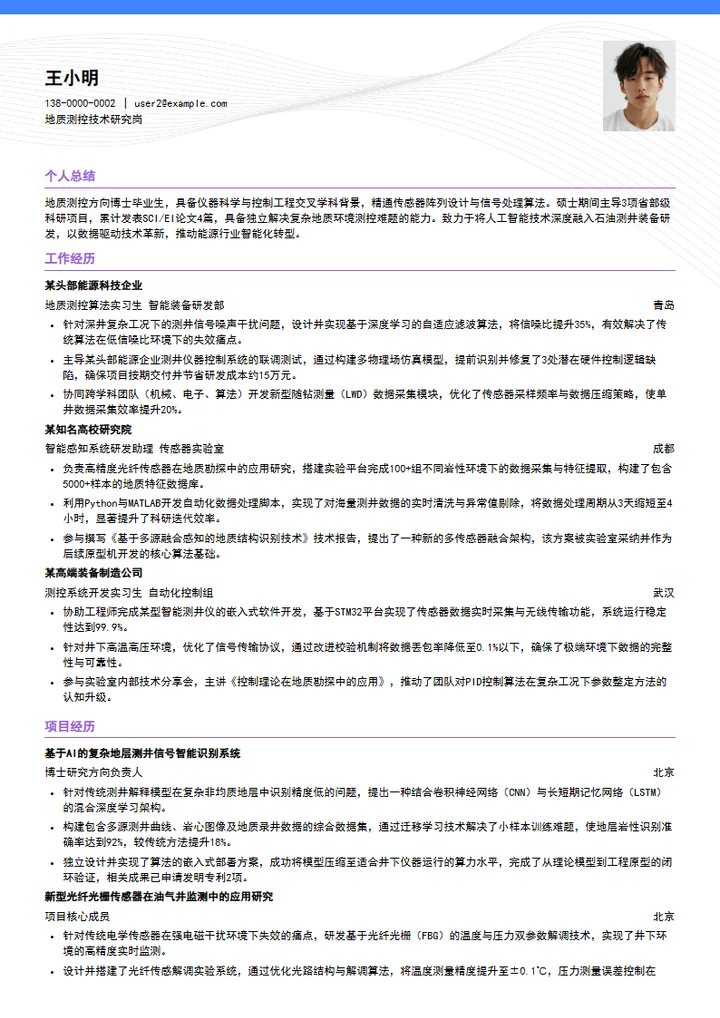 王小明
138-0000-0002 | user2@example.com
地质测控技术研究岗
个人总结
地质测控方向博士毕业生，具备仪器科学与控制工程交叉学科背景，精通传感器阵列设计与信号处理算法。硕士期间主导3项省部级
科研项目，累计发表SCI/EI论文4篇，具备独立解决复杂地质环境测控难题的能力。致力于将人工智能技术深度融入石油测井装备研
发，以数据驱动技术革新，推动能源行业智能化转型。
工作经历
某头部能源科技企业
地质测控算法实习生 智能装备研发部 青岛
• 针对深井复杂工况下的测井信号噪声干扰问题，设计并实现基于深度学习的自适应滤波算法，将信噪比提升35%，有效解决了传
统算法在低信噪比环境下的失效痛点。
• 主导某头部能源企业测井仪器控制系统的联调测试，通过构建多物理场仿真模型，提前识别并修复了3处潜在硬件控制逻辑缺
陷，确保项目按期交付并节省研发成本约15万元。
• 协同跨学科团队（机械、电子、算法）开发新型随钻测量（LWD）数据采集模块，优化了传感器采样频率与数据压缩策略，使单
井数据采集效率提升20%。
某知名高校研究院
智能感知系统研发助理 传感器实验室 成都
• 负责高精度光纤传感器在地质勘探中的应用研究，搭建实验平台完成100+组不同岩性环境下的数据采集与特征提取，构建了包含
5000+样本的地质特征数据库。
• 利用Python与MATLAB开发自动化数据处理脚本，实现了对海量测井数据的实时清洗与异常值剔除，将数据处理周期从3天缩短至4
小时，显著提升了科研迭代效率。
• 参与撰写《基于多源融合感知的地质结构识别技术》技术报告，提出了一种新的多传感器融合架构，该方案被实验室采纳并作为
后续原型机开发的核心算法基础。
某高端装备制造公司
测控系统开发实习生 自动化控制组 武汉
• 协助工程师完成某型智能测井仪的嵌入式软件开发，基于STM32平台实现了传感器数据实时采集与无线传输功能，系统运行稳定
性达到99.9%。
• 针对井下高温高压环境，优化了信号传输协议，通过改进校验机制将数据丢包率降低至0.1%以下，确保了极端环境下数据的完整
性与可靠性。
• 参与实验室内部技术分享会，主讲《控制理论在地质勘探中的应用》，推动了团队对PID控制算法在复杂工况下参数整定方法的
认知升级。
项目经历
基于AI的复杂地层测井信号智能识别系统
博士研究方向负责人 北京
• 针对传统测井解释模型在复杂非均质地层中识别精度低的问题，提出一种结合卷积神经网络（CNN）与长短期记忆网络（LSTM）
的混合深度学习架构。
• 构建包含多源测井曲线、岩心图像及地质录井数据的综合数据集，通过迁移学习技术解决了小样本训练难题，使地层岩性识别准
确率达到92%，较传统方法提升18%。
• 独立设计并实现了算法的嵌入式部署方案，成功将模型压缩至适合井下仪器运行的算力水平，完成了从理论模型到工程原型的闭
环验证，相关成果已申请发明专利2项。
新型光纤光栅传感器在油气井监测中的应用研究
项目核心成员 北京
• 针对传统电学传感器在强电磁干扰环境下失效的痛点，研发基于光纤光栅（FBG）的温度与压力双参数解调技术，实现了井下环
境的高精度实时监测。
• 设计并搭建了光纤传感解调实验系统，通过优化光路结构与解调算法，将温度测量精度提升至±0.1℃，压力测量误差控制在